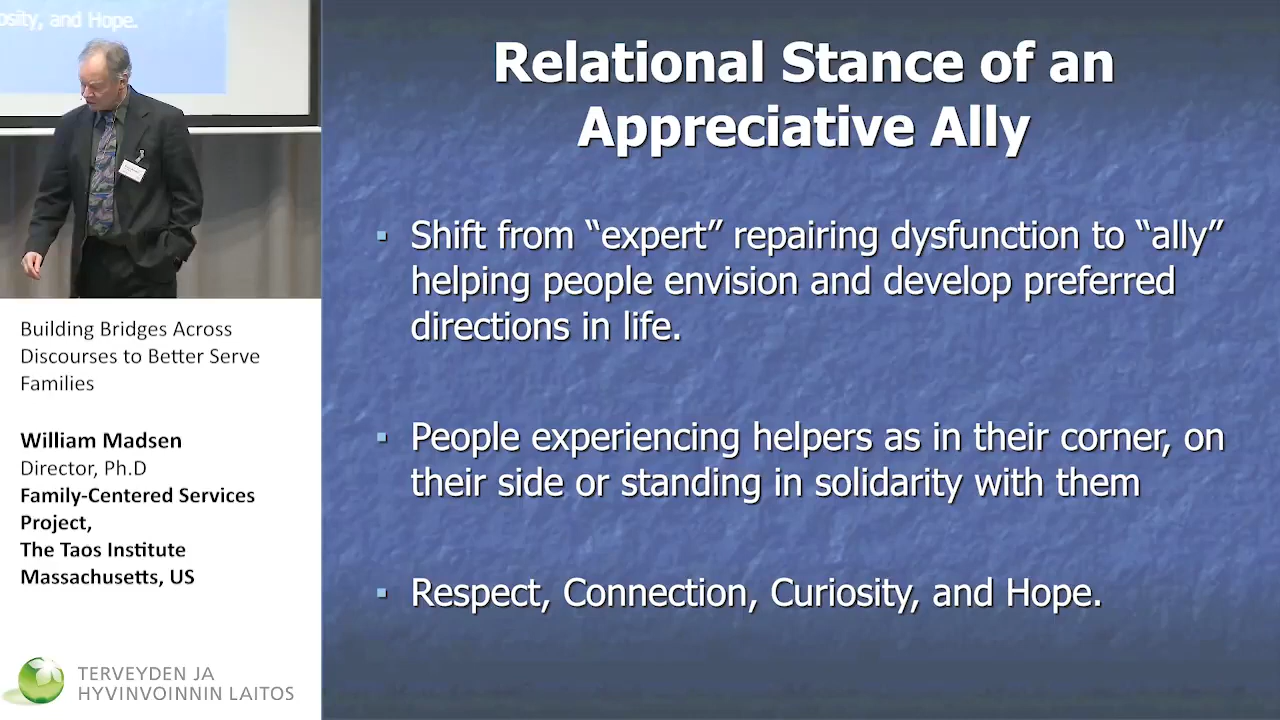 osity, and Hope.
Relational Stance of an
Appreciative Ally
▪ Shift from “expert” repairing dysfunction to “ally”
helping people envision and develop preferred
directions in life.
▪ People experiencing helpers as in their corner, on
their side or standing in solidarity with them
▪ Respect, Connection, Curiosity, and Hope.
Building Bridges Across
Discourses to Better Serve
Families
William Madsen
Director, Ph.D
Family-Centered Services
Project,
The Taos Institute
Massachusetts, US
TERVEYDEN JA
HYVINVOINNIN LAITOS